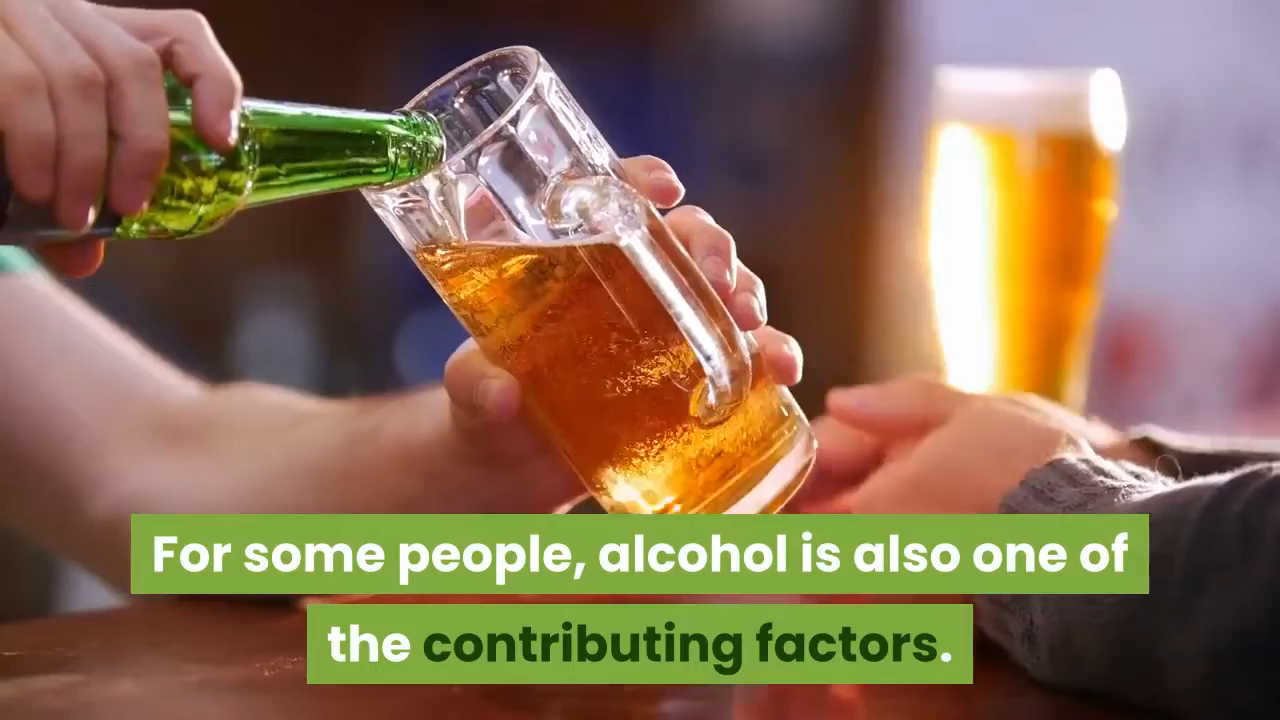 For some people, alcohol is also one of
the contributing factors.